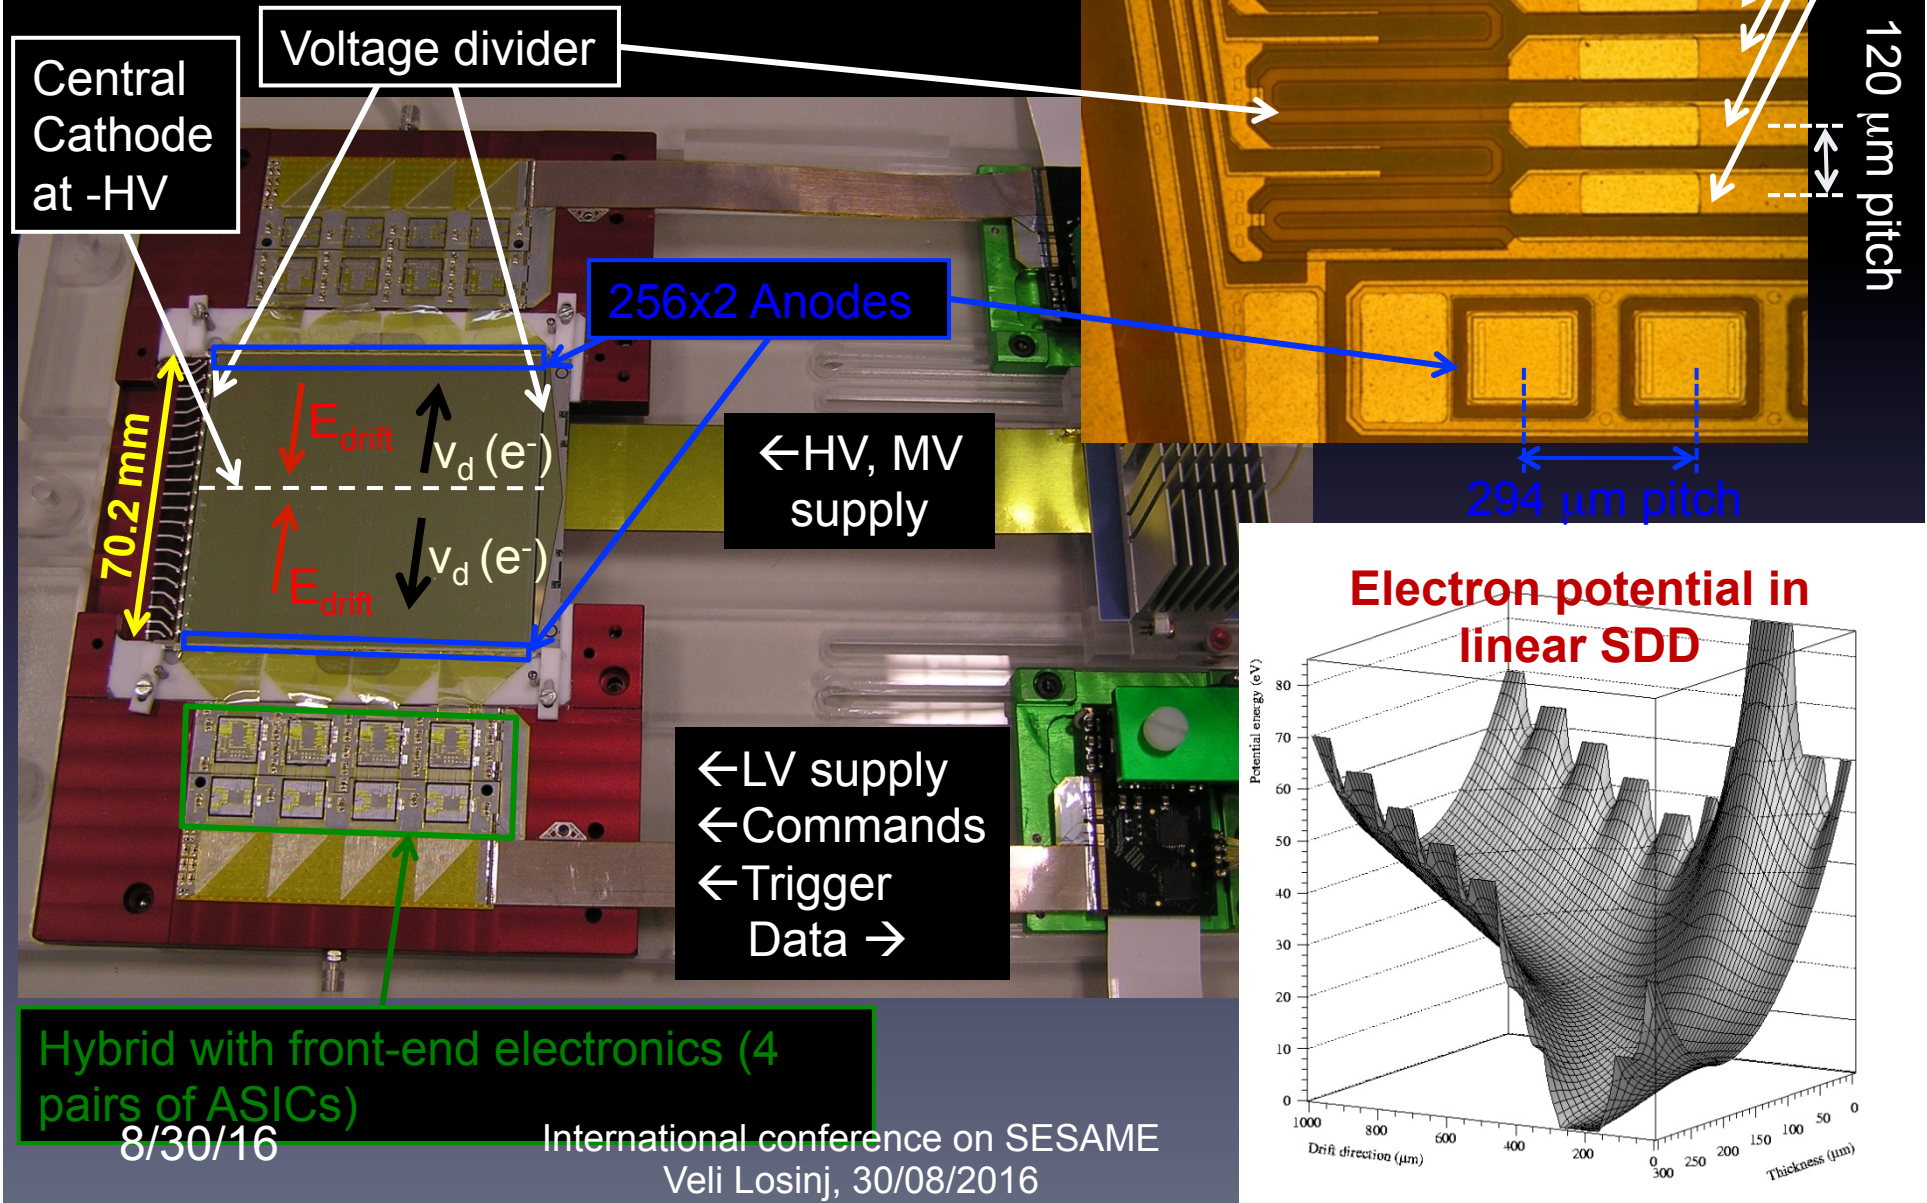 Voltage divider
Central
Cathode
at -HV
120 µm pitch
256x2 Anodes
E_drift
v_d (e⁻)
70.2 mm
←HV, MV
supply
294 µm pitch
E_drift
v_d (e⁻)
Electron potential in
linear SDD
Potential energy (eV)
80
70
60
50
40
30
20
10
0
1000
800
600
400
200
0
Drift direction (µm)
300
250
200
150
100
50
0
Thickness (µm)
←LV supply
←Commands
←Trigger
Data →
Hybrid with front-end electronics (4
pairs of ASICs)
8/30/16
International conference on SESAME
Veli Losinj, 30/08/2016